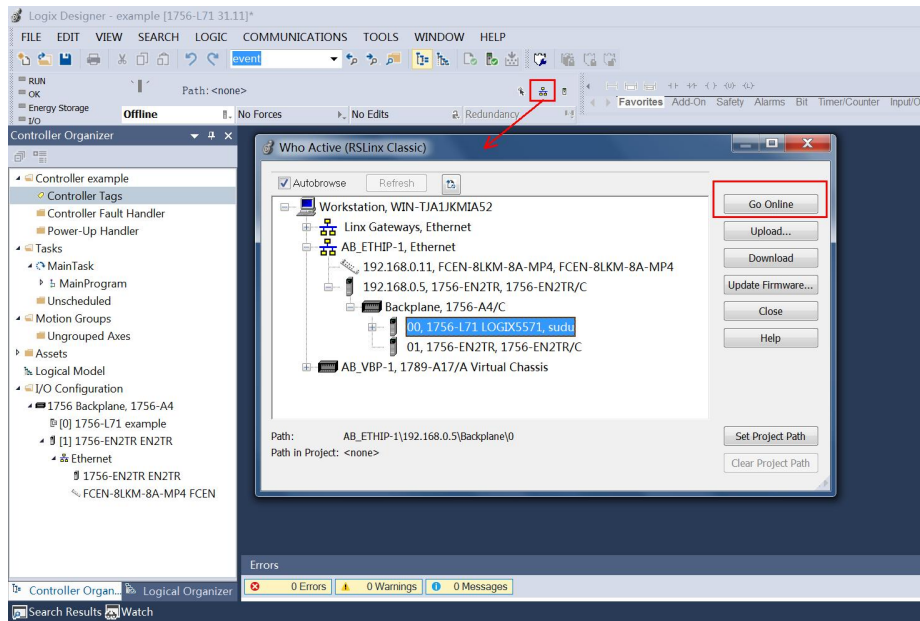 Logix Designer - example [1756-L71 31.11]*
FILE EDIT VIEW SEARCH LOGIC COMMUNICATIONS TOOLS WINDOW HELP
event
RUN
OK
Energy Storage
I/O
Path: <none>
Offline
No Forces
No Edits
Redundancy
Favorites Add-On Safety Alarms Bit Timer/Counter Input/O
Controller Organizer
Controller example
Controller Tags
Controller Fault Handler
Power-Up Handler
Tasks
MainTask
MainProgram
Unscheduled
Motion Groups
Ungrouped Axes
Assets
Logical Model
I/O Configuration
1756 Backplane, 1756-A4
[0] 1756-L71 example
[1] 1756-EN2TR EN2TR
Ethernet
1756-EN2TR EN2TR
FCEN-8LKM-8A-MP4 FCEN
Who Active (RSLinx Classic)
Autobrowse Refresh
Workstation, WIN-TJA1JKMIA52
Linx Gateways, Ethernet
AB_ETHIP-1, Ethernet
192.168.0.11, FCEN-8LKM-8A-MP4, FCEN-8LKM-8A-MP4
192.168.0.5, 1756-EN2TR, 1756-EN2TR/C
Backplane, 1756-A4/C
00, 1756-L71 LOGIX5571, sudu
01, 1756-EN2TR, 1756-EN2TR/C
AB_VBP-1, 1789-A17/A Virtual Chassis
Go Online
Upload...
Download
Update Firmware...
Close
Help
Path: AB_ETHIP-1\192.168.0.5\Backplane\0
Path in Project: <none>
Set Project Path
Clear Project Path
Errors
0 Errors 0 Warnings 0 Messages
Controller Organ... Logical Organizer
Search Results Watch